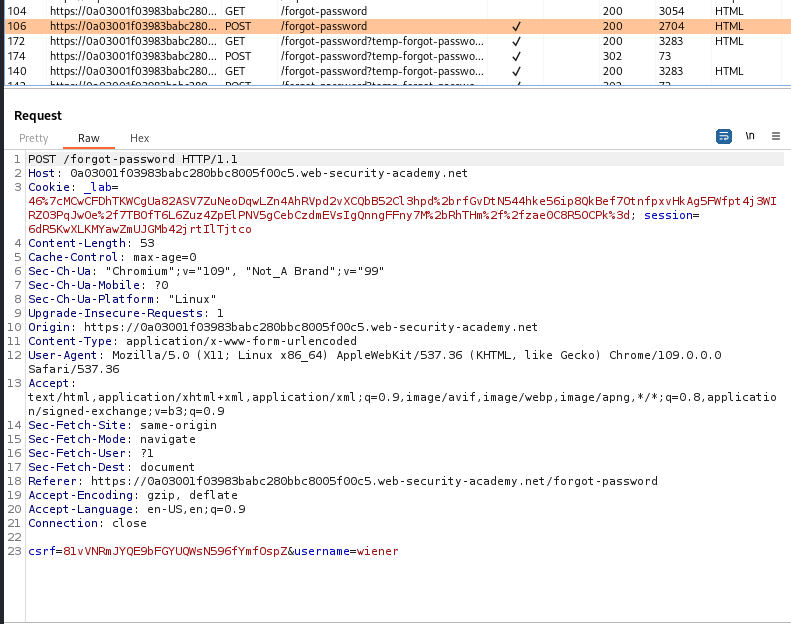 104 https://0a03001f03983babc280... GET /forgot-password 200 3054 HTML
106 https://0a03001f03983babc280... POST /forgot-password ✓ 200 2704 HTML
172 https://0a03001f03983babc280... GET /forgot-password?temp-forgot-passwo... ✓ 200 3283 HTML
174 https://0a03001f03983babc280... POST /forgot-password?temp-forgot-passwo... ✓ 302 73
140 https://0a03001f03983babc280... GET /forgot-password?temp-forgot-passwo... ✓ 200 3283 HTML
Request
Pretty Raw Hex \n
1 POST /forgot-password HTTP/1.1
2 Host: 0a03001f03983babc280bbc8005f00c5.web-security-academy.net
3 Cookie: _lab=
46%7cMCwCFDhTKWCgUa82ASV7ZuNeoDqwLZn4AhRVpd2vXCQbB52Cl3hpd%2brfGvDtN544hke56ip8QkBef7OtnfpxvHkAg5FWfpt4j3WI
RZO3PqJwOe%2f7TBOfT6L6Zuz4ZpElPNV5gCebCzdmEVsIgQnngFFny7M%2bRhTHm%2f%2fzaeOC8R5OCPk%3d; session=
6dR5KwXLKMYawZmUJGMb42jrtIlTjtco
4 Content-Length: 53
5 Cache-Control: max-age=0
6 Sec-Ch-Ua: "Chromium";v="109", "Not_A Brand";v="99"
7 Sec-Ch-Ua-Mobile: ?0
8 Sec-Ch-Ua-Platform: "Linux"
9 Upgrade-Insecure-Requests: 1
10 Origin: https://0a03001f03983babc280bbc8005f00c5.web-security-academy.net
11 Content-Type: application/x-www-form-urlencoded
12 User-Agent: Mozilla/5.0 (X11; Linux x86_64) AppleWebKit/537.36 (KHTML, like Gecko) Chrome/109.0.0.0
Safari/537.36
13 Accept:
text/html,application/xhtml+xml,application/xml;q=0.9,image/avif,image/webp,image/apng,*/*;q=0.8,applicatio
n/signed-exchange;v=b3;q=0.9
14 Sec-Fetch-Site: same-origin
15 Sec-Fetch-Mode: navigate
16 Sec-Fetch-User: ?1
17 Sec-Fetch-Dest: document
18 Referer: https://0a03001f03983babc280bbc8005f00c5.web-security-academy.net/forgot-password
19 Accept-Encoding: gzip, deflate
20 Accept-Language: en-US,en;q=0.9
21 Connection: close
22
23 csrf=81vVNRmJYQE9bFGYUQWsN596fYmfOspZ&username=wiener